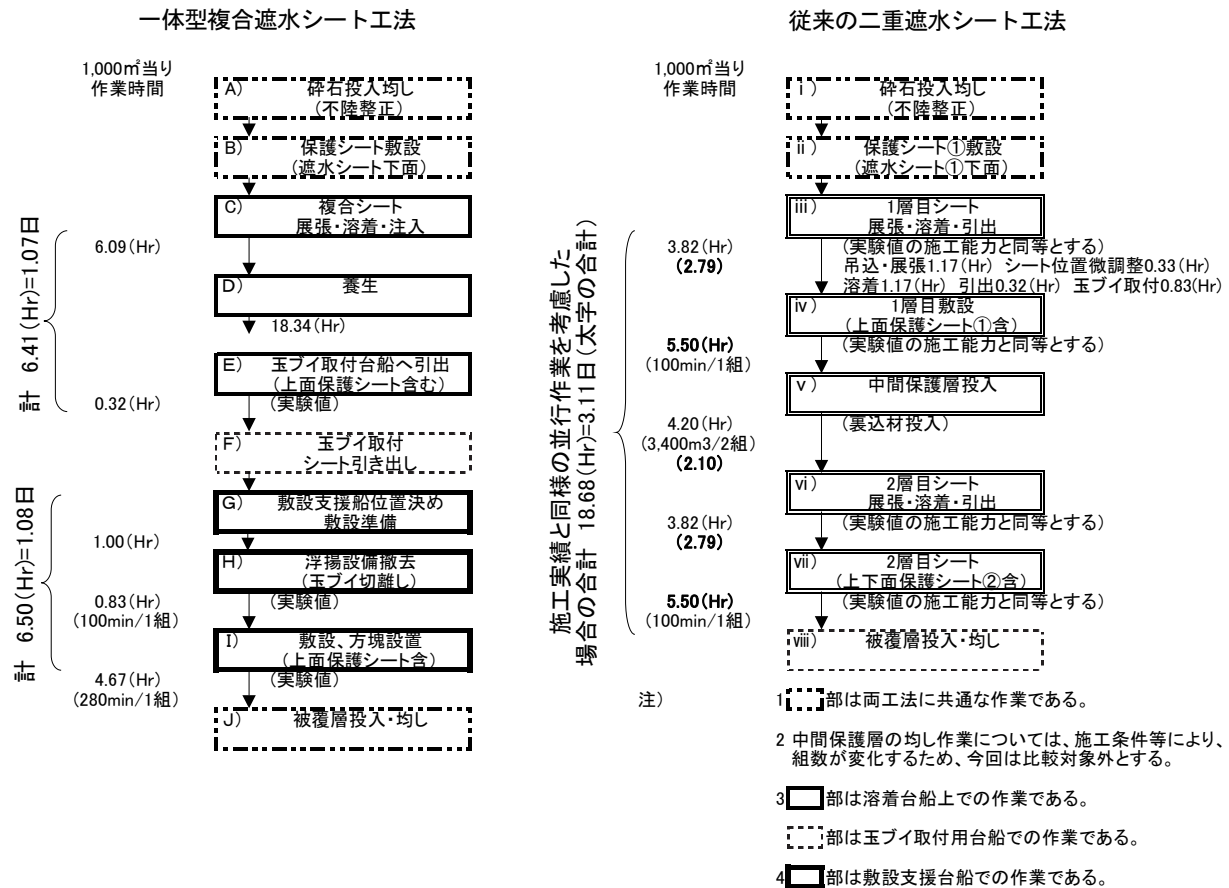 一体型複合遮水シート工法
1,000㎡当り
作業時間
A) 砕石投入均し
(不陸整正)
B) 保護シート敷設
(遮水シート下面)
C) 複合シート
展張・溶着・注入
6.09(Hr)
D) 養生
18.34(Hr)
E) 玉ブイ取付台船へ引出
(上面保護シート含む)
0.32(Hr)
(実験値)
計 6.41(Hr)=1.07日
F) 玉ブイ取付
シート引き出し
G) 敷設支援船位置決め
敷設準備
1.00(Hr)
H) 浮揚設備撤去
(玉ブイ切離し)
0.83(Hr)
(実験値)
(100min/1組)
I) 敷設、方塊設置
(上面保護シート含)
4.67(Hr)
(実験値)
(280min/1組)
計 6.50(Hr)=1.08日
J) 被覆層投入・均し
従来の二重遮水シート工法
1,000㎡当り
作業時間
i) 砕石投入均し
(不陸整正)
ii) 保護シート①敷設
(遮水シート①下面)
iii) 1層目シート
展張・溶着・引出
3.82(Hr)
(2.79)
(実験値の施工能力と同等とする)
吊込・展張1.17(Hr) シート位置微調整0.33(Hr)
溶着1.17(Hr) 引出0.32(Hr) 玉ブイ取付0.83(Hr)
iv) 1層目敷設
(上面保護シート①含)
5.50(Hr)
(実験値の施工能力と同等とする)
(100min/1組)
v) 中間保護層投入
4.20(Hr)
(裏込材投入)
(3,400m3/2組)
(2.10)
vi) 2層目シート
展張・溶着・引出
3.82(Hr)
(実験値の施工能力と同等とする)
(2.79)
vii) 2層目シート
(上下面保護シート②含)
5.50(Hr)
(実験値の施工能力と同等とする)
(100min/1組)
viii) 被覆層投入・均し
施工実績と同様の並行作業を考慮した
場合の合計 18.68(Hr)=3.11日(太字の合計)
注)
1 部は両工法に共通な作業である。
2 中間保護層の均し作業については、施工条件等により、
組数が変化するため、今回は比較対象外とする。
3 部は溶着台船上での作業である。
部は玉ブイ取付用台船での作業である。
4 部は敷設支援台船での作業である。